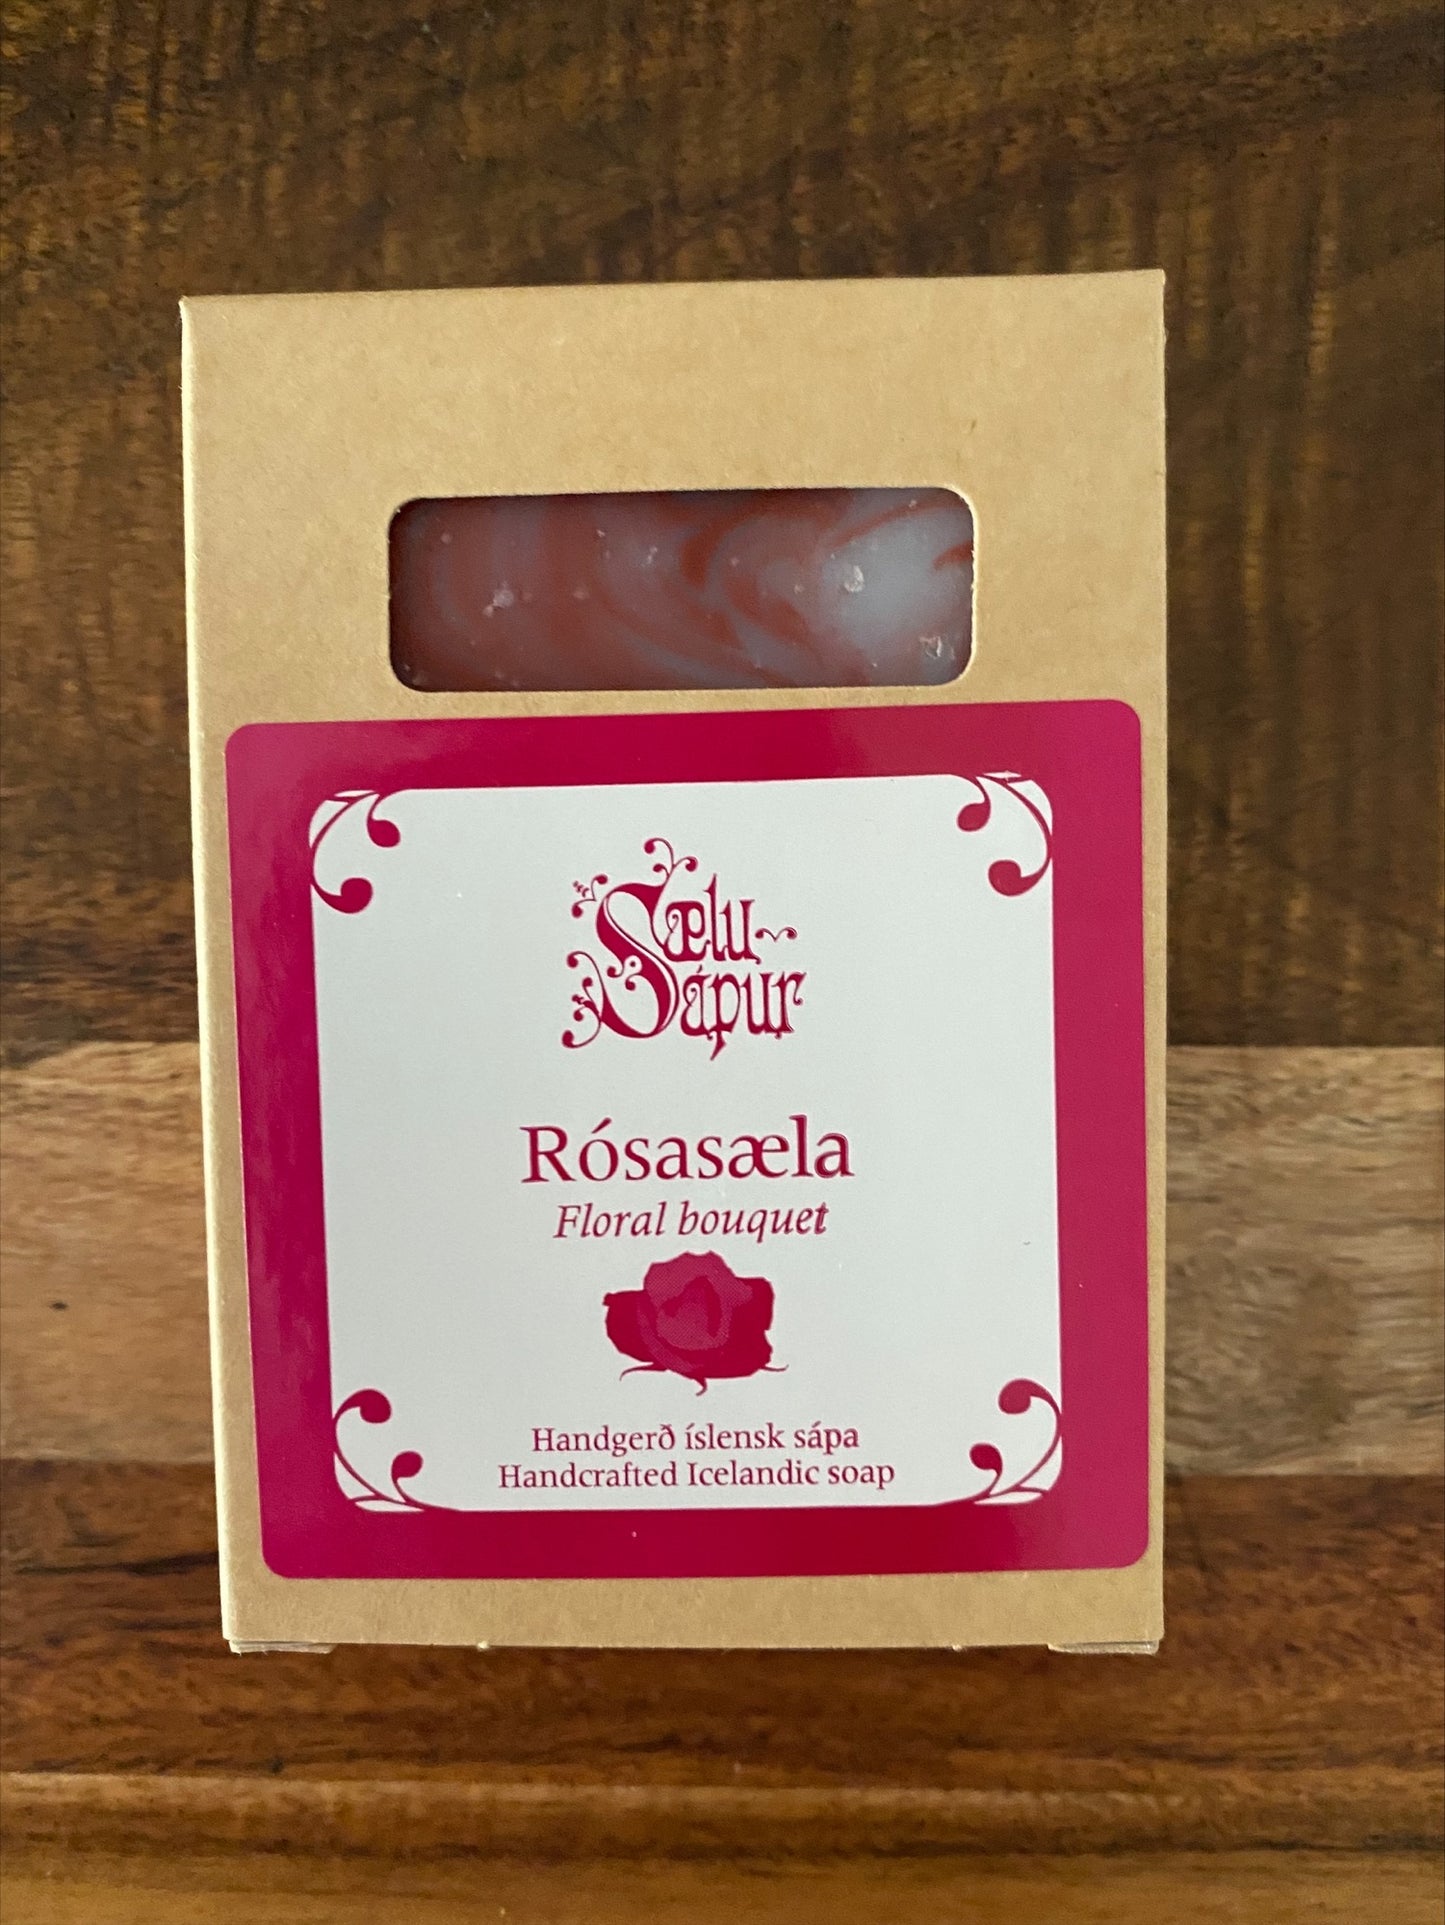 Sælu-
Sápur
Rósasæla
Floral bouquet
Handgerð íslensk sápa
Handcrafted Icelandic soap